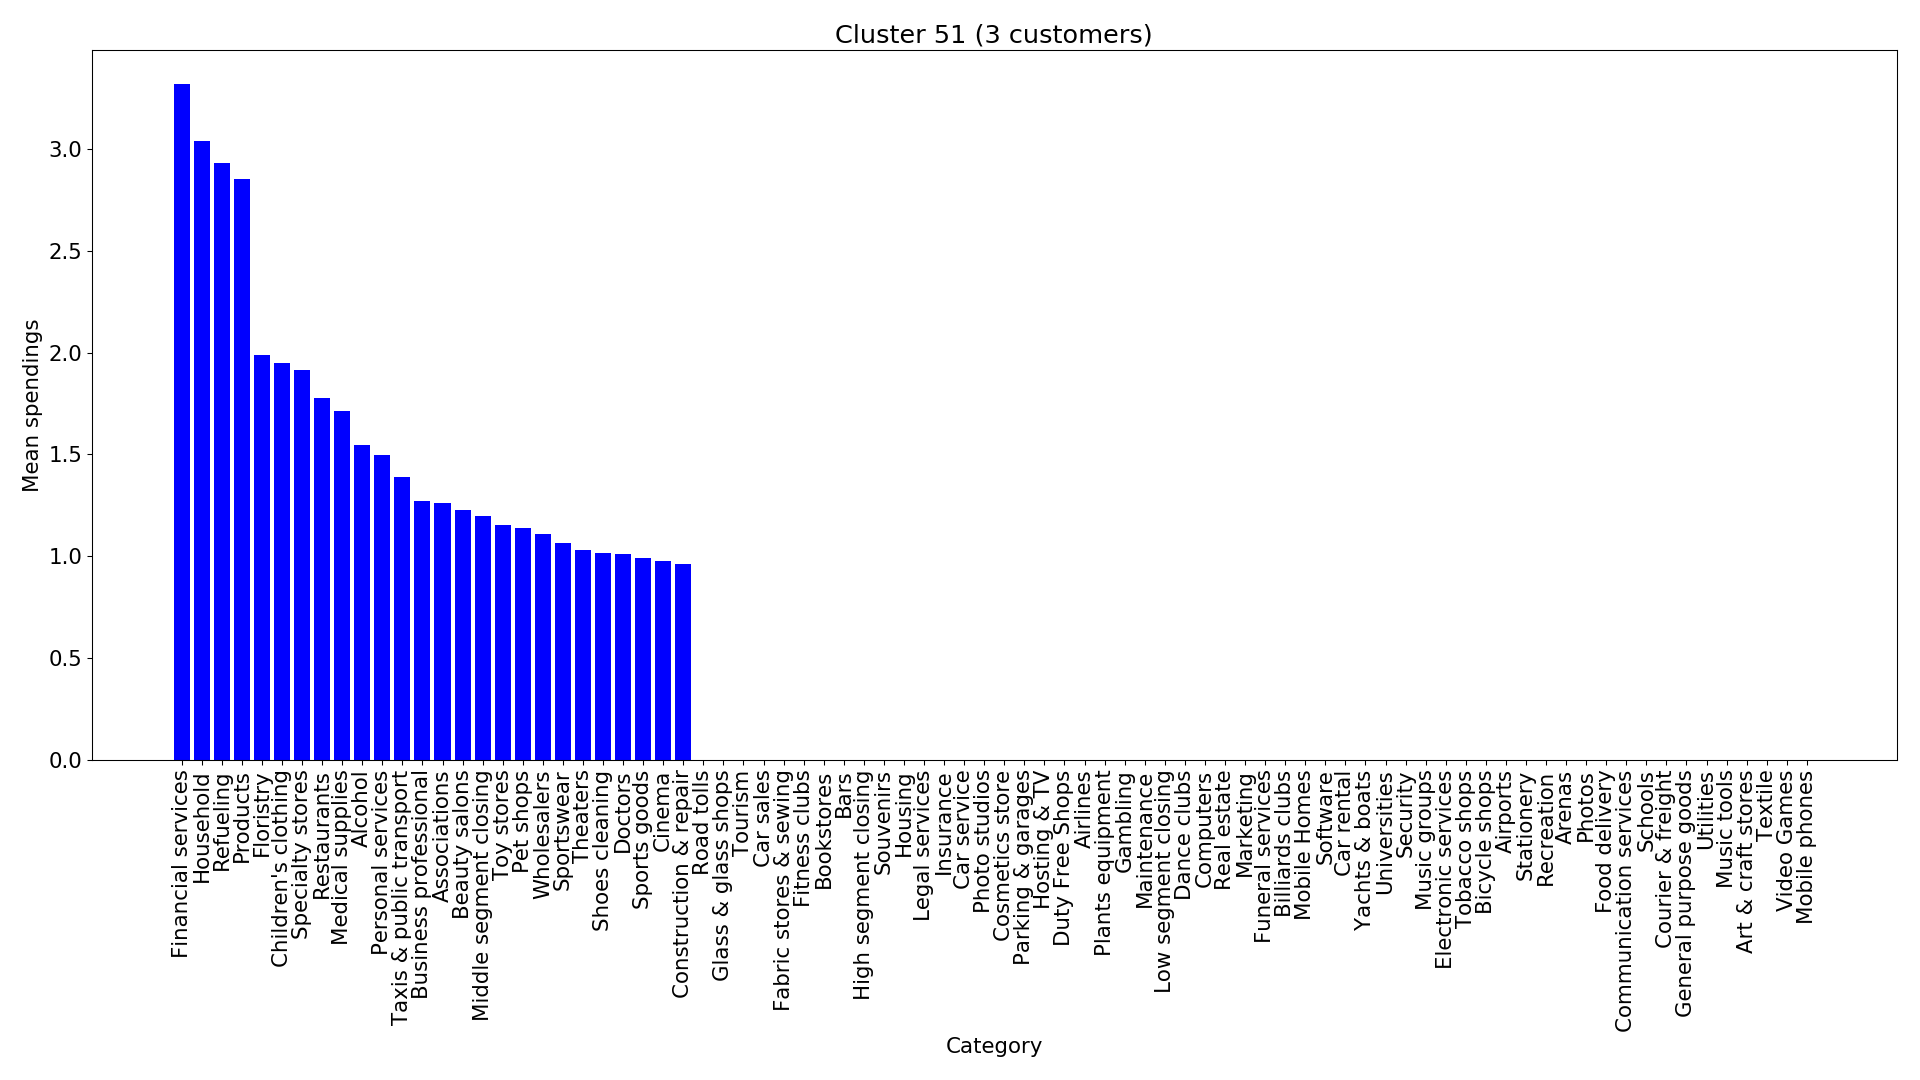 Cluster 51 (3 customers)
Mean spendings
3.0
2.5
2.0
1.5
1.0
0.5
0.0
Financial services
Household
Refueling
Products
Floristry
Children's clothing
Specialty stores
Restaurants
Medical supplies
Alcohol
Personal services
Taxis & public transport
Business professional
Associations
Beauty salons
Middle segment closing
Toy stores
Pet shops
Wholesalers
Sportswear
Theaters
Shoes cleaning
Doctors
Sports goods
Cinema
Construction & repair
Road tolls
Glass & glass shops
Tourism
Car sales
Fabric stores & sewing
Fitness clubs
Bookstores
Bars
High segment closing
Souvenirs
Housing
Legal services
Insurance
Car service
Photo studios
Cosmetics store
Parking & garages
Hosting & TV
Duty Free Shops
Airlines
Plants equipment
Gambling
Maintenance
Low segment closing
Dance clubs
Computers
Real estate
Marketing
Funeral services
Billiards clubs
Mobile Homes
Software
Car rental
Yachts & boats
Universities
Security
Music groups
Electronic services
Tobacco shops
Bicycle shops
Airports
Stationery
Recreation
Arenas
Photos
Food delivery
Communication services
Schools
Courier & freight
General purpose goods
Utilities
Music tools
Art & craft stores
Textile
Video Games
Mobile phones
Category